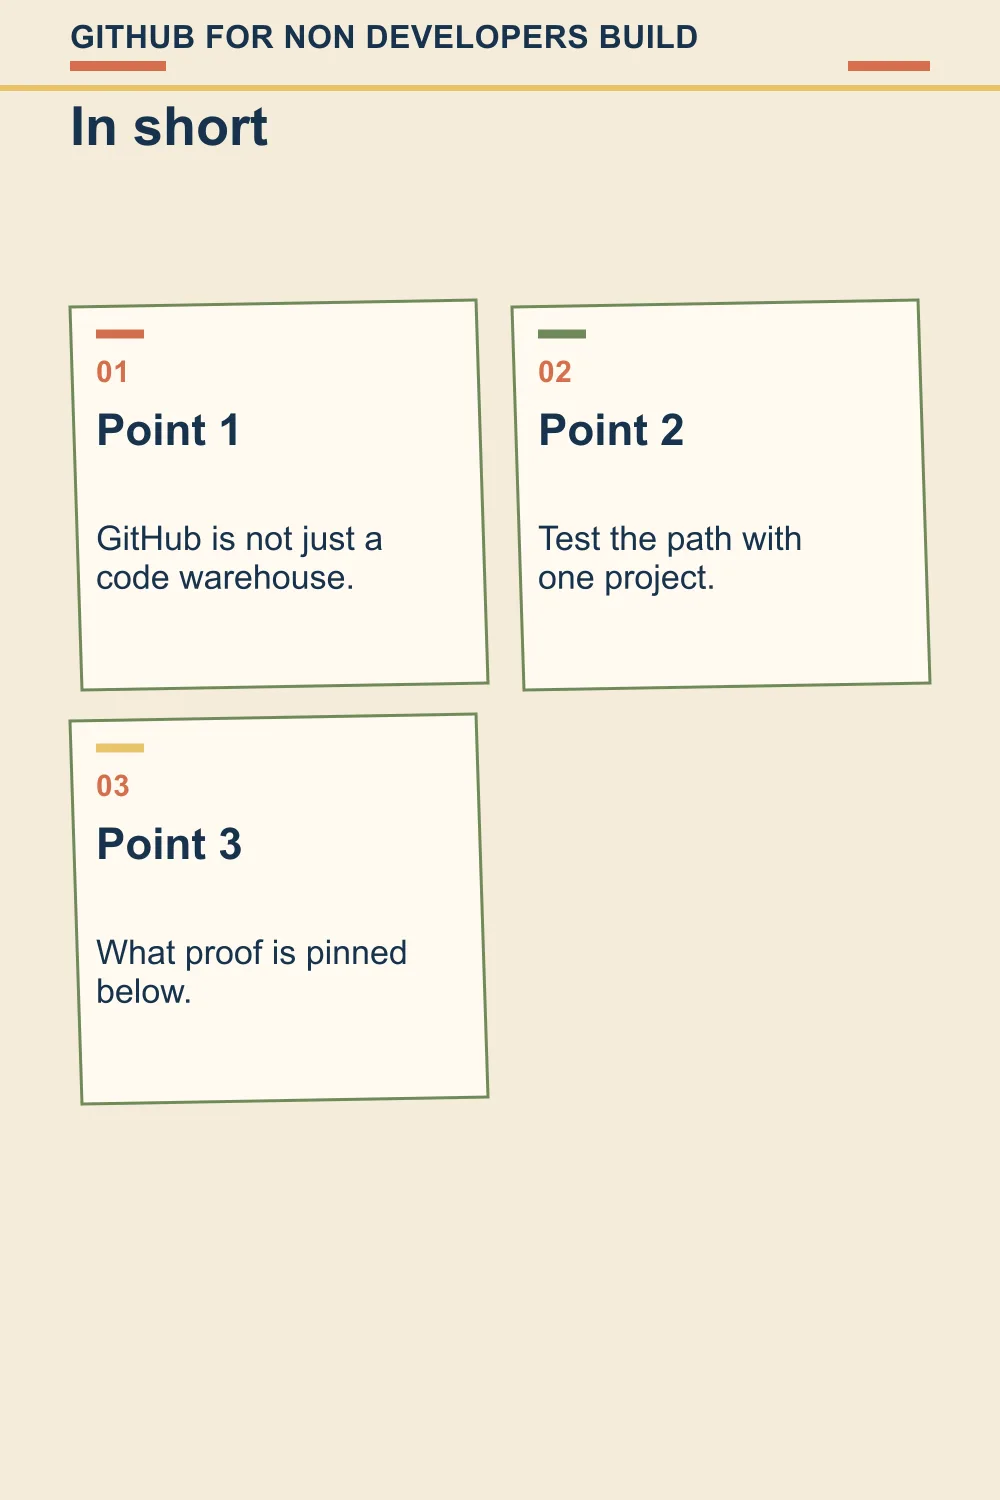 GITHUB FOR NON DEVELOPERS BUILD
In short
01
Point 1
GitHub is not just a
code warehouse.
02
Point 2
Test the path with
one project.
03
Point 3
What proof is pinned
below.